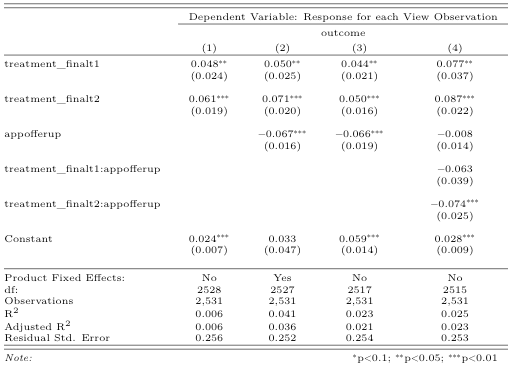 Dependent Variable: Response for each View Observation
outcome
(1) (2) (3) (4)
treatment_finalt1 0.048** 0.050** 0.044** 0.077**
(0.024) (0.025) (0.021) (0.037)
treatment_finalt2 0.061*** 0.071*** 0.050*** 0.087***
(0.019) (0.020) (0.016) (0.022)
appofferup −0.067*** −0.066*** −0.008
(0.016) (0.019) (0.014)
treatment_finalt1:appofferup −0.063
(0.039)
treatment_finalt2:appofferup −0.074***
(0.025)
Constant 0.024*** 0.033 0.059*** 0.028***
(0.007) (0.047) (0.014) (0.009)
Product Fixed Effects: No Yes No No
df: 2528 2527 2517 2515
Observations 2,531 2,531 2,531 2,531
R² 0.006 0.041 0.023 0.025
Adjusted R² 0.006 0.036 0.021 0.023
Residual Std. Error 0.256 0.252 0.254 0.253
Note: *p<0.1; **p<0.05; ***p<0.01